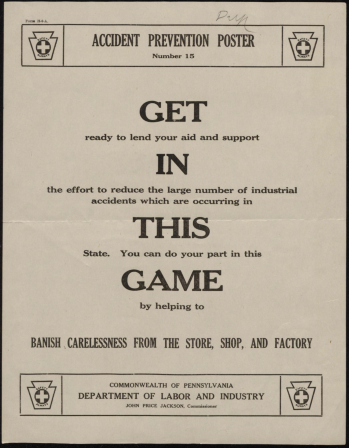 ACCIDENT PREVENTION POSTER
Number 15
GET
ready to lend your aid and support
IN
the effort to reduce the large number of industrial
accidents which are occurring in
THIS
State. You can do your part in this
GAME
by helping to
BANISH CARELESSNESS FROM THE STORE, SHOP, AND FACTORY
COMMONWEALTH OF PENNSYLVANIA
DEPARTMENT OF LABOR AND INDUSTRY
JOHN PRICE JACKSON, Commissioner